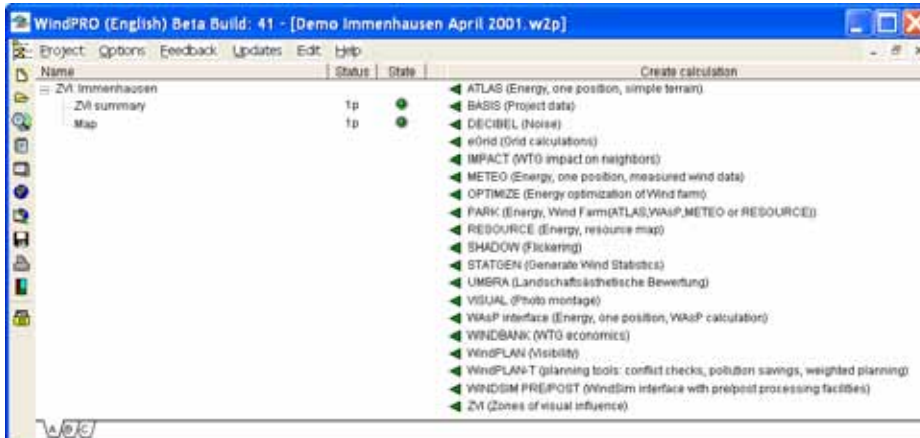 WindPRO (English) Beta Build: 41 - [Demo Immenhausen April 2001.w2p]
Project Options Feedback Updates Edit Help
Name Status State Create calculation
ZVI: Immenhausen
ZVI summary 1p
Map 1p
ATLAS (Energy, one position, simple terrain)
BASIS (Project data)
DECIBEL (Noise)
eGrid (Grid calculations)
IMPACT (WTG impact on neighbors)
METEO (Energy, one position, measured wind data)
OPTIMIZE (Energy optimization of Wind farm)
PARK (Energy, Wind Farm(ATLAS,WAsP,METEO or RESOURCE))
RESOURCE (Energy, resource map)
SHADOW (Flickering)
STATGEN (Generate Wind Statistics)
UMBRA (Landschaftsästhetische Bewertung)
VISUAL (Photo montage)
WAsP interface (Energy, one position, WAsP calculation)
WINDBANK (WTG economics)
WindPLAN (Visibility)
WindPLAN-T (planning tools: conflict checks, pollution savings, weighted planning)
WINDSIM PRE/POST (WindSim interface with pre/post processing facilities)
ZVI (Zones of visual influence)
A B C